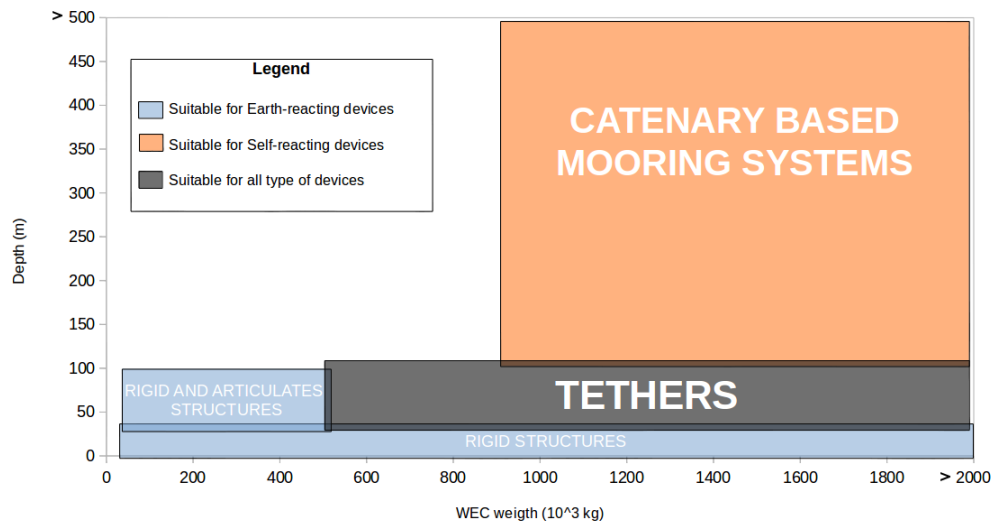 > 500
450
400
350
300
250
200
150
100
50
0
Depth (m)
Legend
Suitable for Earth-reacting devices
Suitable for Self-reacting devices
Suitable for all type of devices
CATENARY BASED
MOORING SYSTEMS
RIGID AND ARTICULATES
STRUCTURES
TETHERS
RIGID STRUCTURES
0 200 400 600 800 1000 1200 1400 1600 1800 > 2000
WEC weigth (10^3 kg)